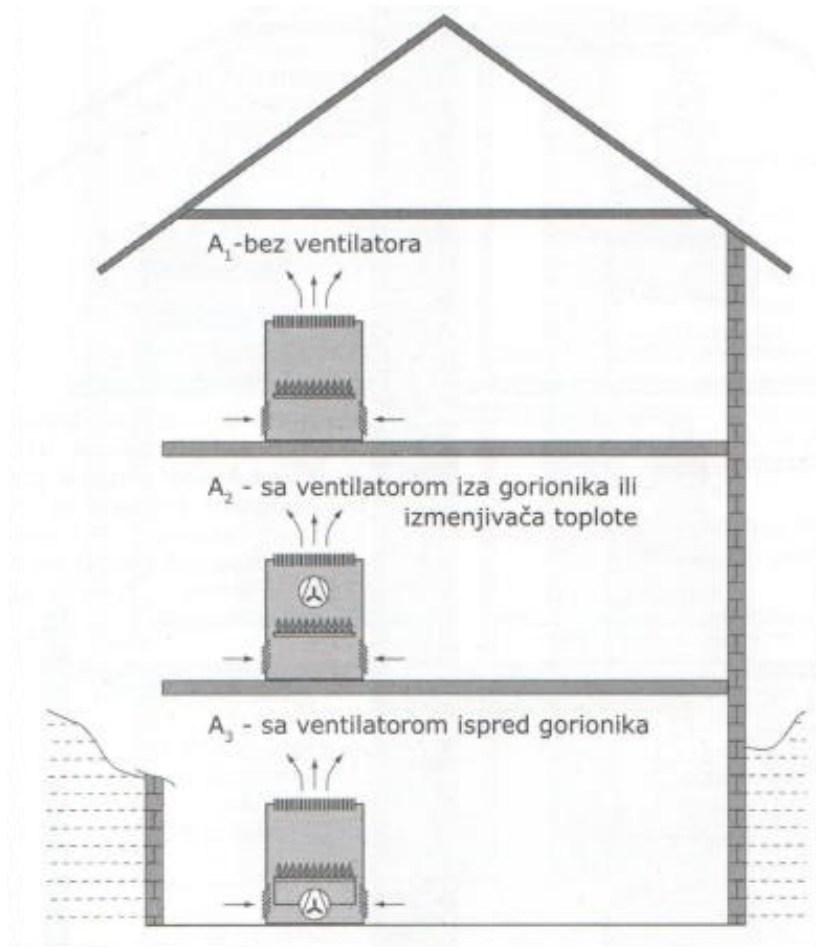 A₁-bez ventilatora
A₂ - sa ventilatorom iza gorionika ili
izmenjivača toplote
A₃ - sa ventilatorom ispred gorionika